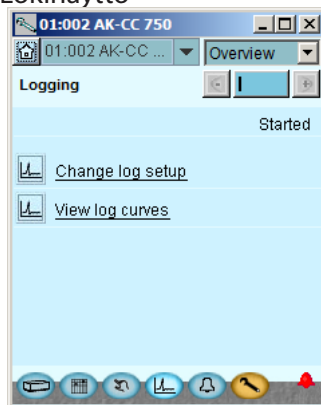 Lokinäyttö
01:002 AK-CC 750
01:002 AK-CC ... Overview
Logging
Started
Change log setup
View log curves